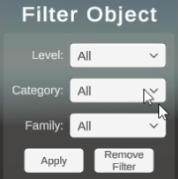 Filter Object
Level: All
Category: All
Family: All
Apply Remove
Filter